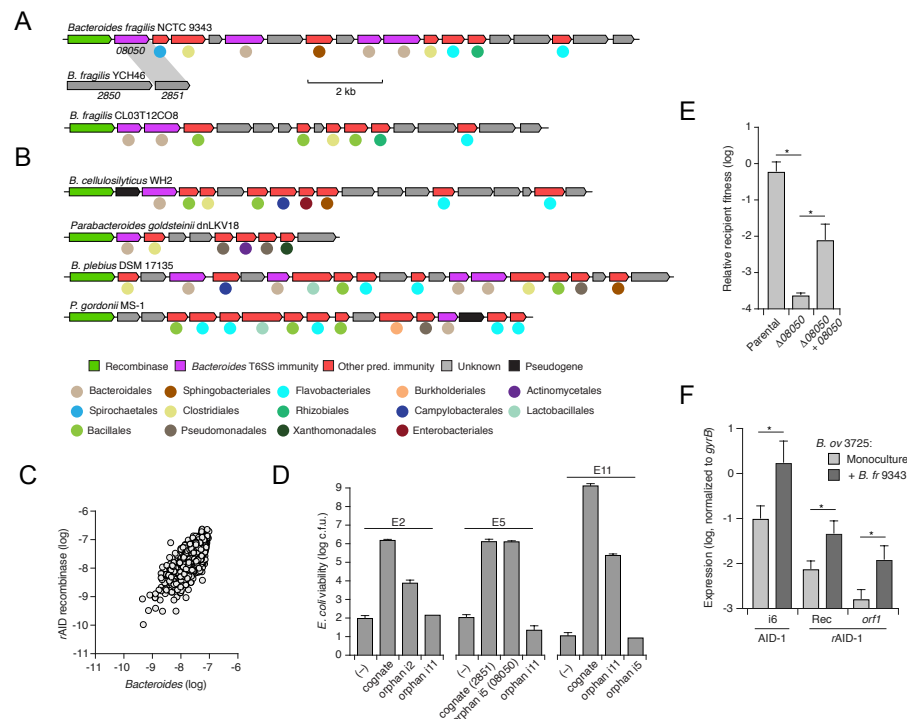 A
Bacteroides fragilis NCTC 9343
08050
B. fragilis YCH46
2850
2851
2 kb
B. fragilis CL03T12CO8
B
B. cellulosilyticus WH2
Parabacteroides goldsteinii dnLKV18
B. plebius DSM 17135
P. gordonii MS-1
Recombinase
Bacteroides T6SS immunity
Other pred. immunity
Unknown
Pseudogene
Bacteroidales
Sphingobacteriales
Flavobacteriales
Burkholderiales
Actinomycetales
Spirochaetales
Clostridiales
Rhizobiales
Campylobacterales
Lactobacillales
Bacillales
Pseudomonadales
Xanthomonadales
Enterobacteriales
C
rAID recombinase (log)
-6
-7
-8
-9
-10
-11
-11
-10
-9
-8
-7
-6
Bacteroides (log)
D
E. coli viability (log c.f.u.)
9
8
7
6
5
4
3
2
1
0
E2
E5
E11
(–)
cognate
orphan i2
orphan i11
(–)
cognate (2851)
orphan i5 (08050)
orphan i11
(–)
cognate
orphan i11
orphan i5
E
Relative recipient fitness (log)
1
0
-1
-2
-3
-4
*
*
Parental
Δ08050
Δ08050
+ 08050
F
Expression (log, normalized to gyrB)
1
0
-1
-2
-3
B. ov 3725:
Monoculture
+ B. fr 9343
*
*
*
i6
Rec
orf1
AID-1
rAID-1